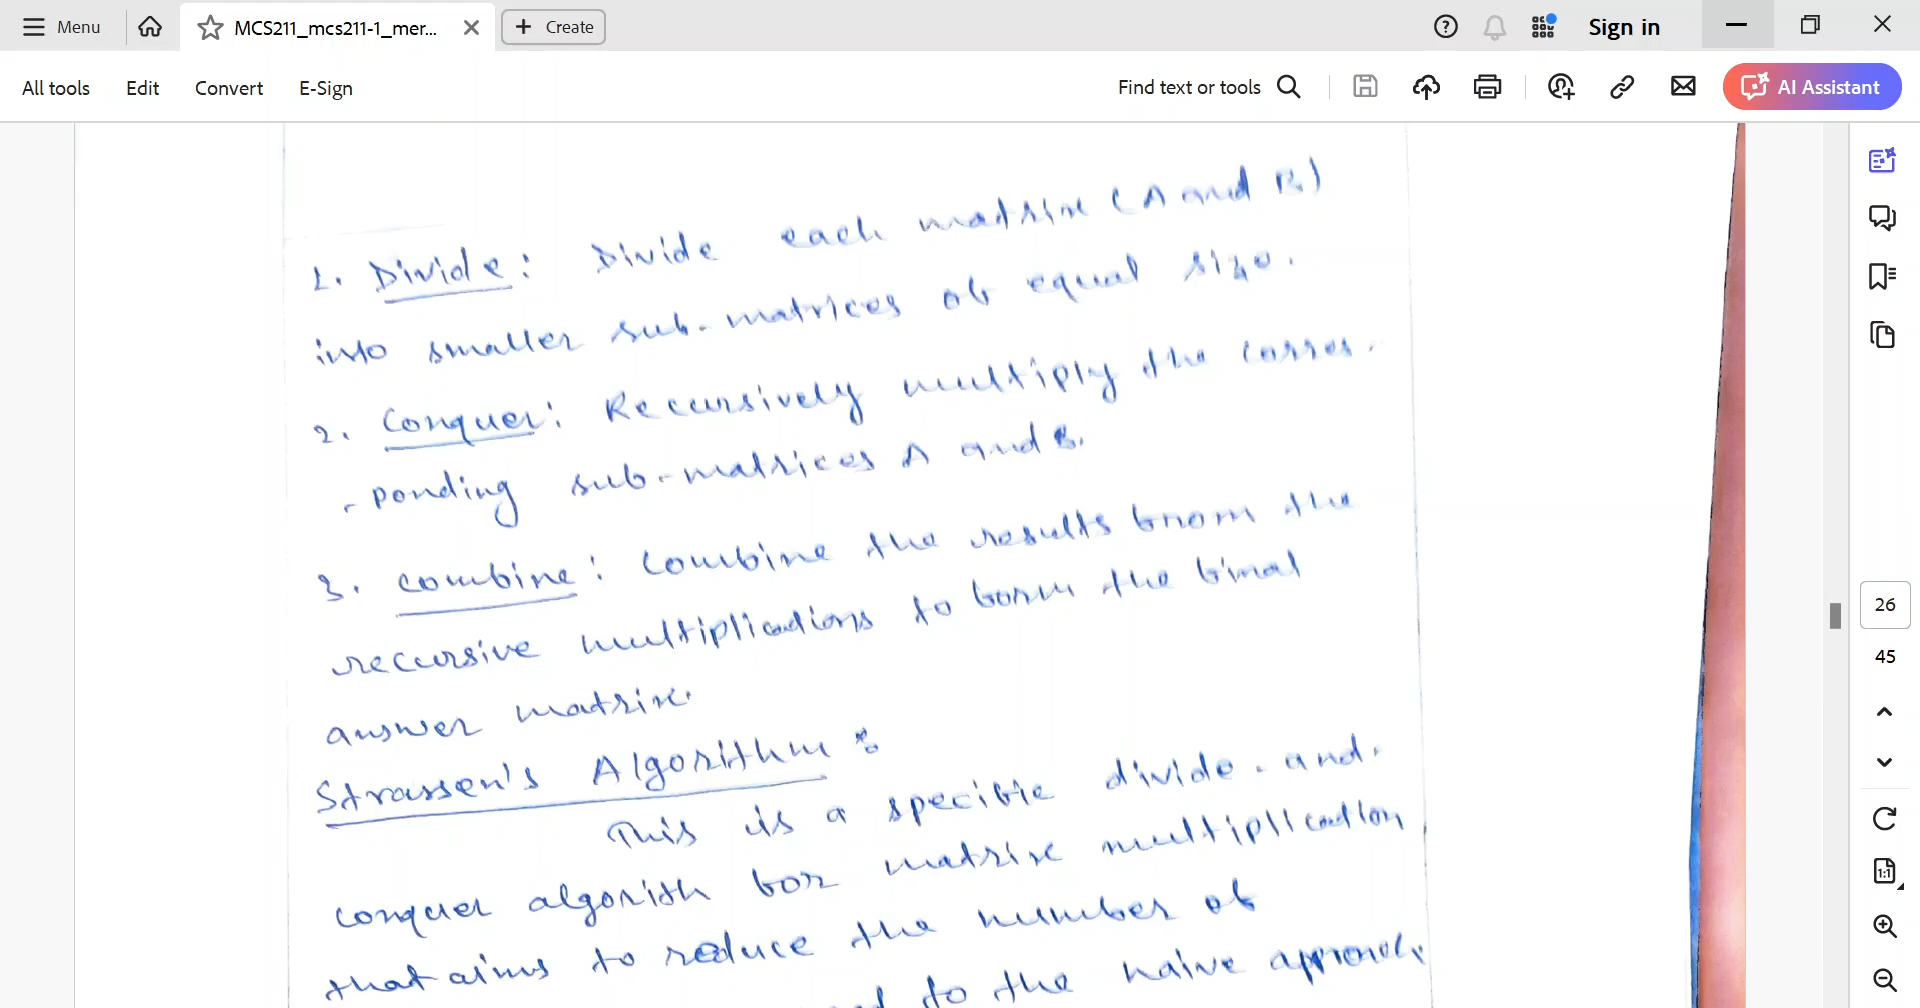 Menu
MCS211_mcs211-1_mer...
Create
Sign in
All tools
Edit
Convert
E-Sign
Find text or tools
AI Assistant
1. Divide: Divide each matrix (A and B)
into smaller sub-matrices of equal size.
2. Conquer: Recursively multiply the corres-
-ponding sub-matrices A and B.
3. combine: Combine the results from the
recursive multiplications to form the final
answer matrix.
Strassen's Algorithm:
This is a specific divide-and-
conquer algorith for matrix multiplication
that aims to reduce the number of
to the naive approach
26
45
1:1